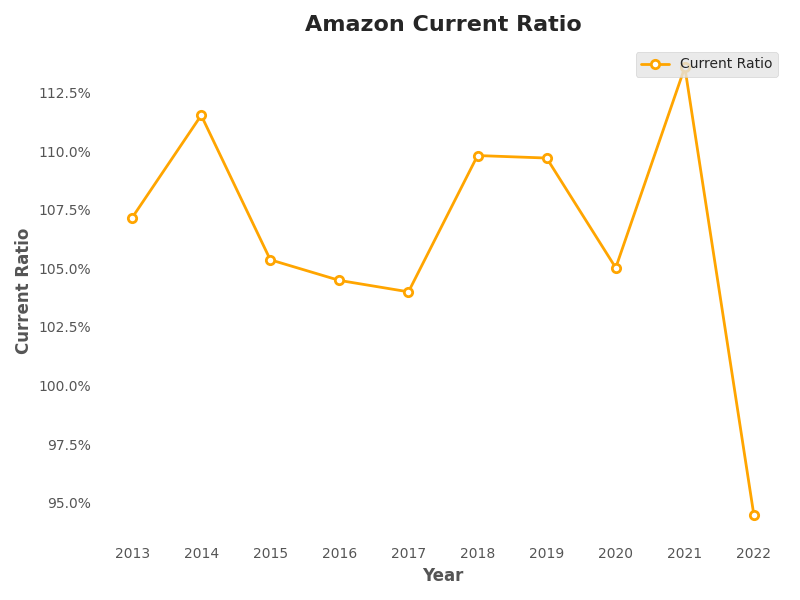 Amazon Current Ratio
Current Ratio
112.5%
110.0%
107.5%
105.0%
102.5%
100.0%
97.5%
95.0%
Current Ratio
2013 2014 2015 2016 2017 2018 2019 2020 2021 2022
Year